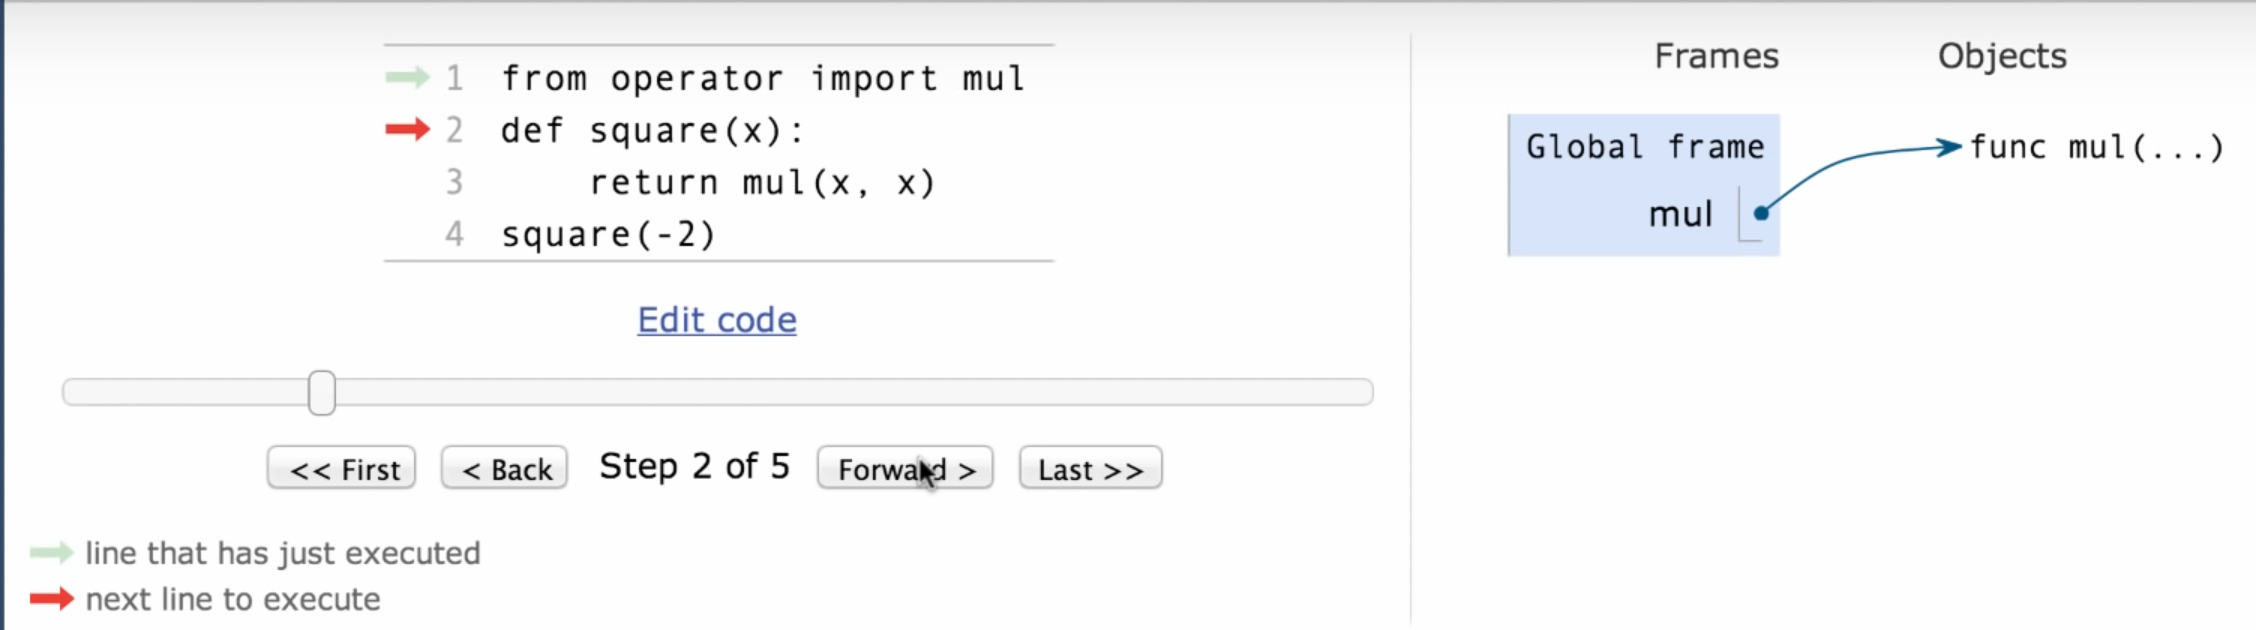 1 from operator import mul
2 def square(x):
3     return mul(x, x)
4 square(-2)
Edit code
<< First < Back Step 2 of 5 Forward > Last >>
line that has just executed
next line to execute
Frames Objects
Global frame func mul(...)
mul